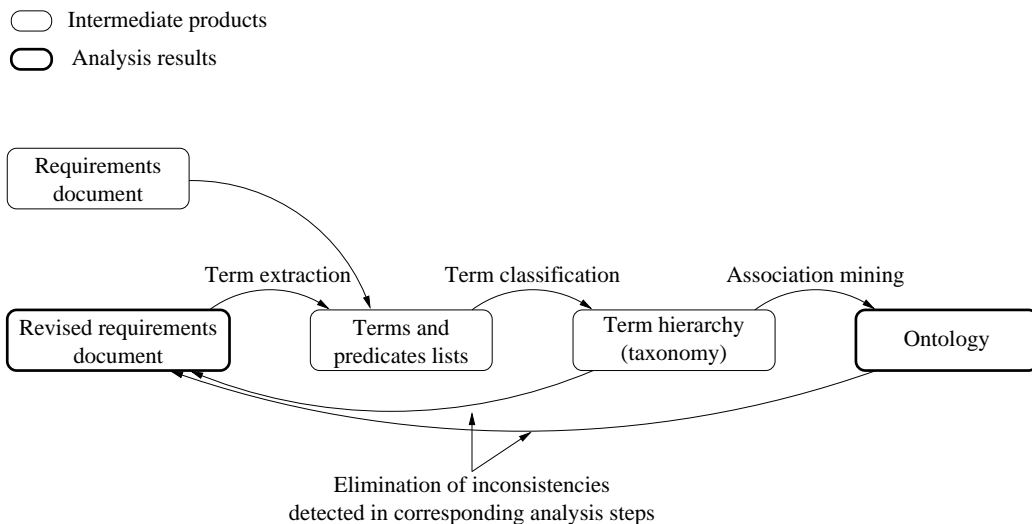 Intermediate products
Analysis results
Requirements
document
Term extraction
Term classification
Association mining
Revised requirements
document
Terms and
predicates lists
Term hierarchy
(taxonomy)
Ontology
Elimination of inconsistencies
detected in corresponding analysis steps